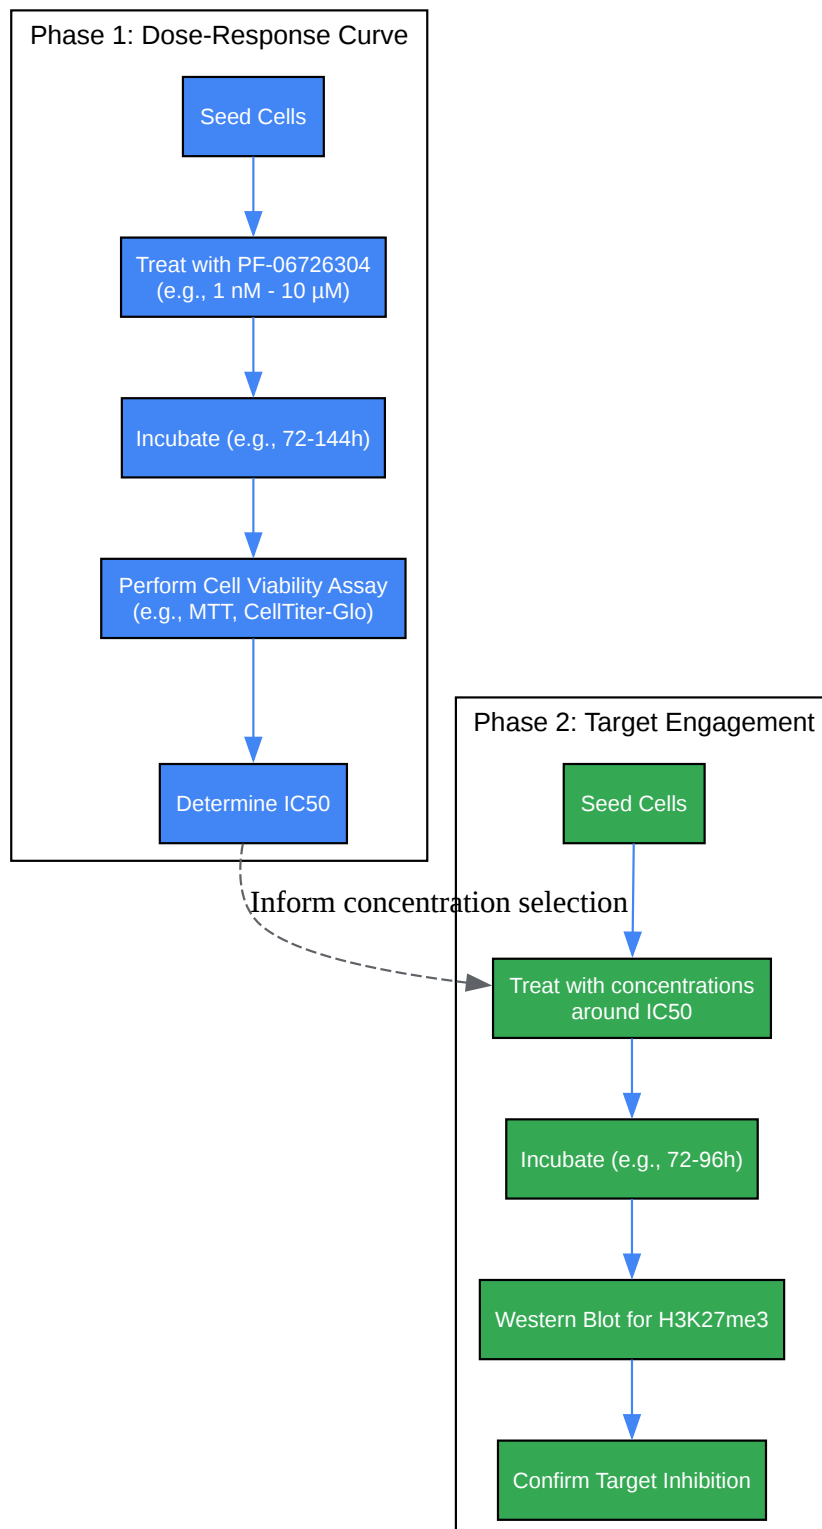 Phase 1: Dose-Response Curve
Seed Cells
Treat with PF-06726304
(e.g., 1 nM - 10 µM)
Incubate (e.g., 72-144h)
Perform Cell Viability Assay
(e.g., MTT, CellTiter-Glo)
Determine IC50
Inform concentration selection
Phase 2: Target Engagement
Seed Cells
Treat with concentrations
around IC50
Incubate (e.g., 72-96h)
Western Blot for H3K27me3
Confirm Target Inhibition